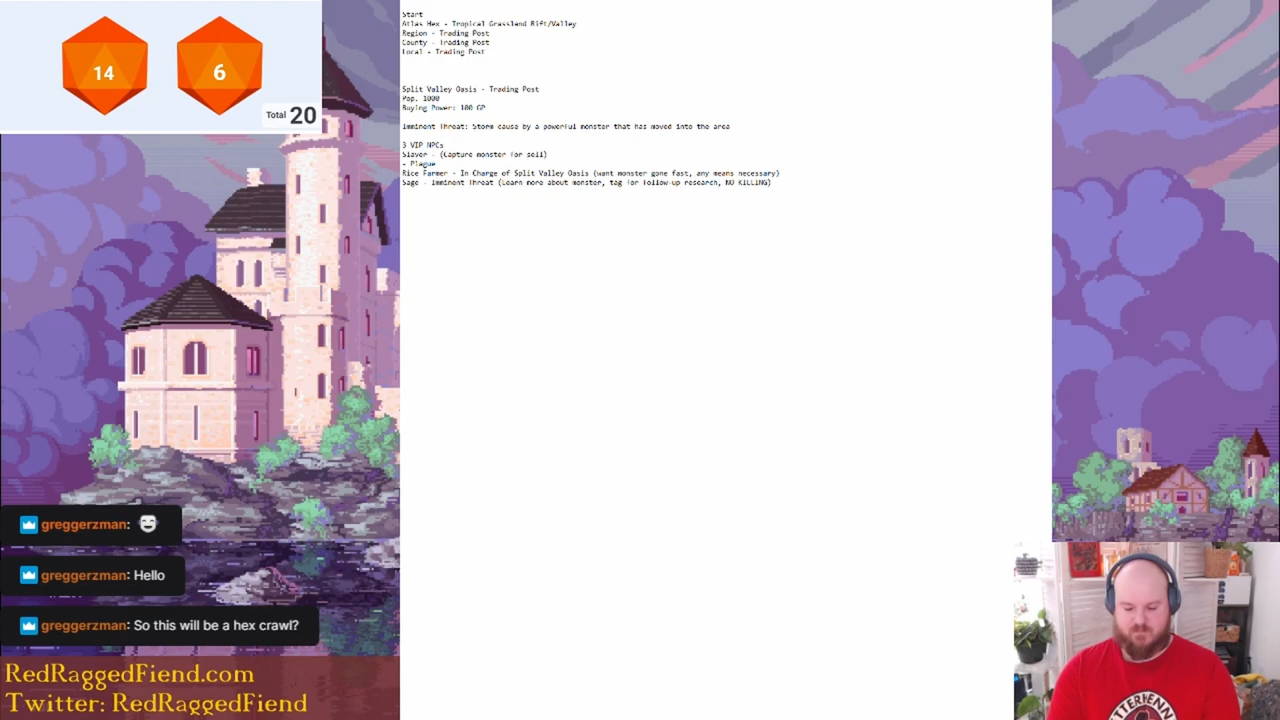 14
6
Total 20
Start
Atlas Hex - Tropical Grassland Rift/Valley
Region - Trading Post
County - Trading Post
Local - Trading Post
Split Valley Oasis - Trading Post
Pop. 1000
Buying Power: 100 GP
Imminent Threat: Storm cause by a powerful monster that has moved into the area
3 VIP NPCs
Slaver - (Capture monster for sell)
- Plague
Rice Farmer - In Charge of Split Valley Oasis (want monster gone fast, any means necessary)
Sage - Imminent Threat (Learn more about monster, tag for follow-up research, NO KILLING)
greggerzman:
greggerzman: Hello
greggerzman: So this will be a hex crawl?
RedRaggedFiend.com
Twitter: RedRaggedFiend